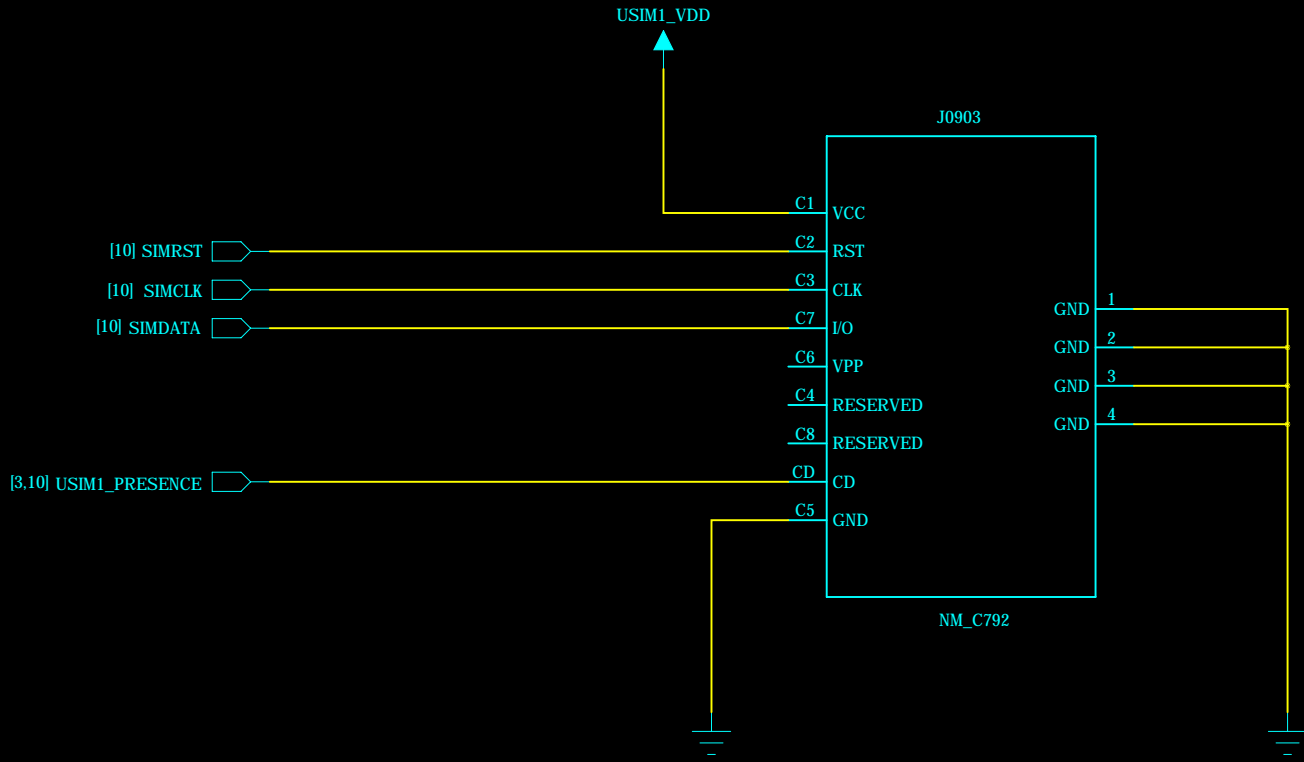 USIM1_VDD
J0903
C1 VCC
[10] SIMRST C2 RST
[10] SIMCLK C3 CLK
GND 1
[10] SIMDATA C7 I/O
GND 2
C6 VPP
GND 3
C4 RESERVED
GND 4
C8 RESERVED
[3,10] USIM1_PRESENCE CD CD
C5 GND
NM_C792